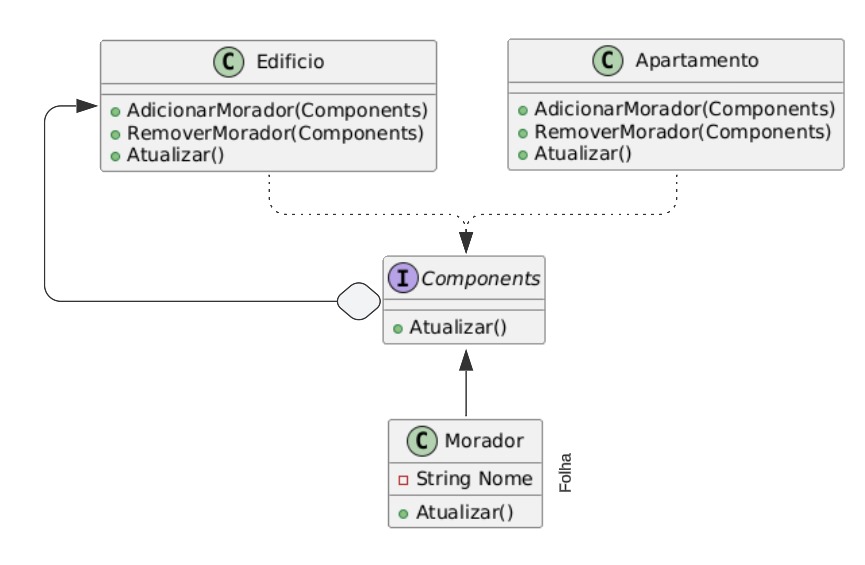 C Edificio
AdicionarMorador(Components)
RemoverMorador(Components)
Atualizar()
C Apartamento
AdicionarMorador(Components)
RemoverMorador(Components)
Atualizar()
I Components
Atualizar()
C Morador
String Nome
Atualizar()
Folha